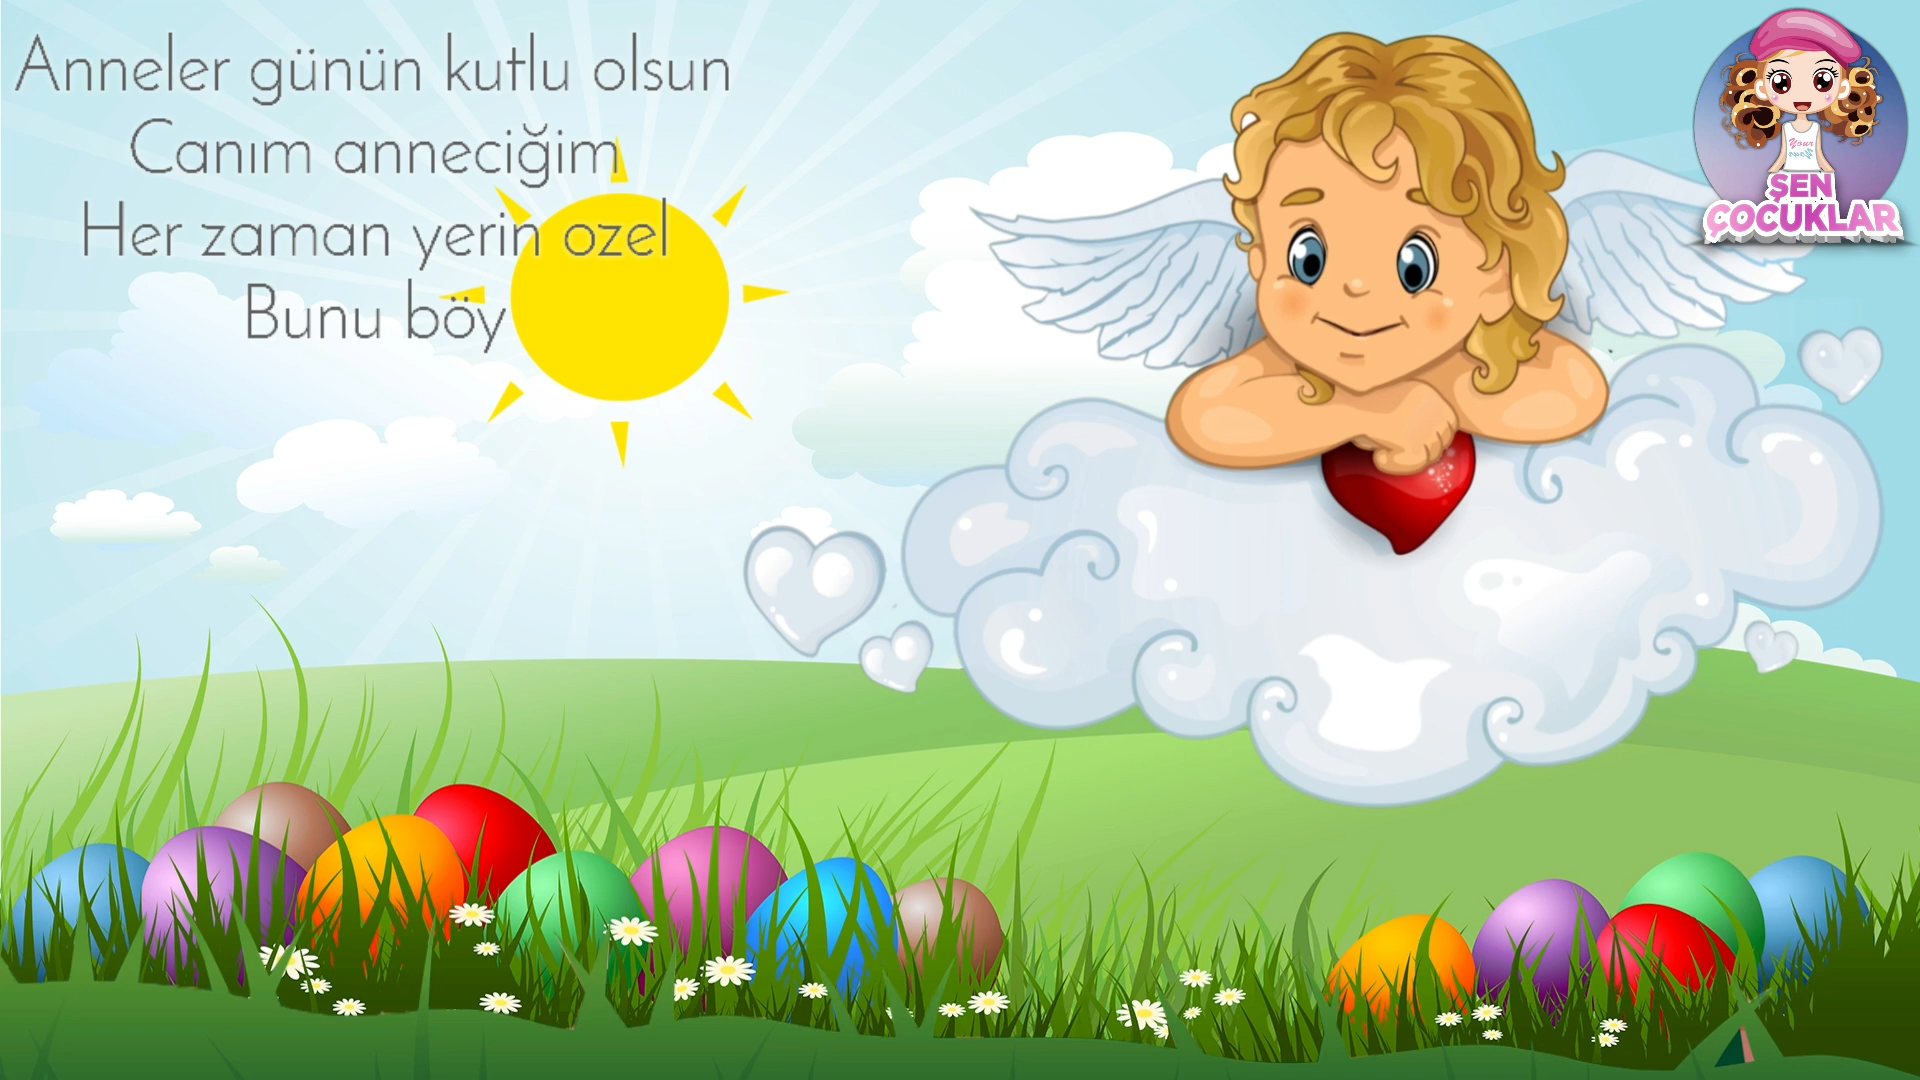 Anneler günün kutlu olsun
Canım anneciğim
Her zaman yerin ozel
Bunu böy
ŞEN
ÇOCUKLAR